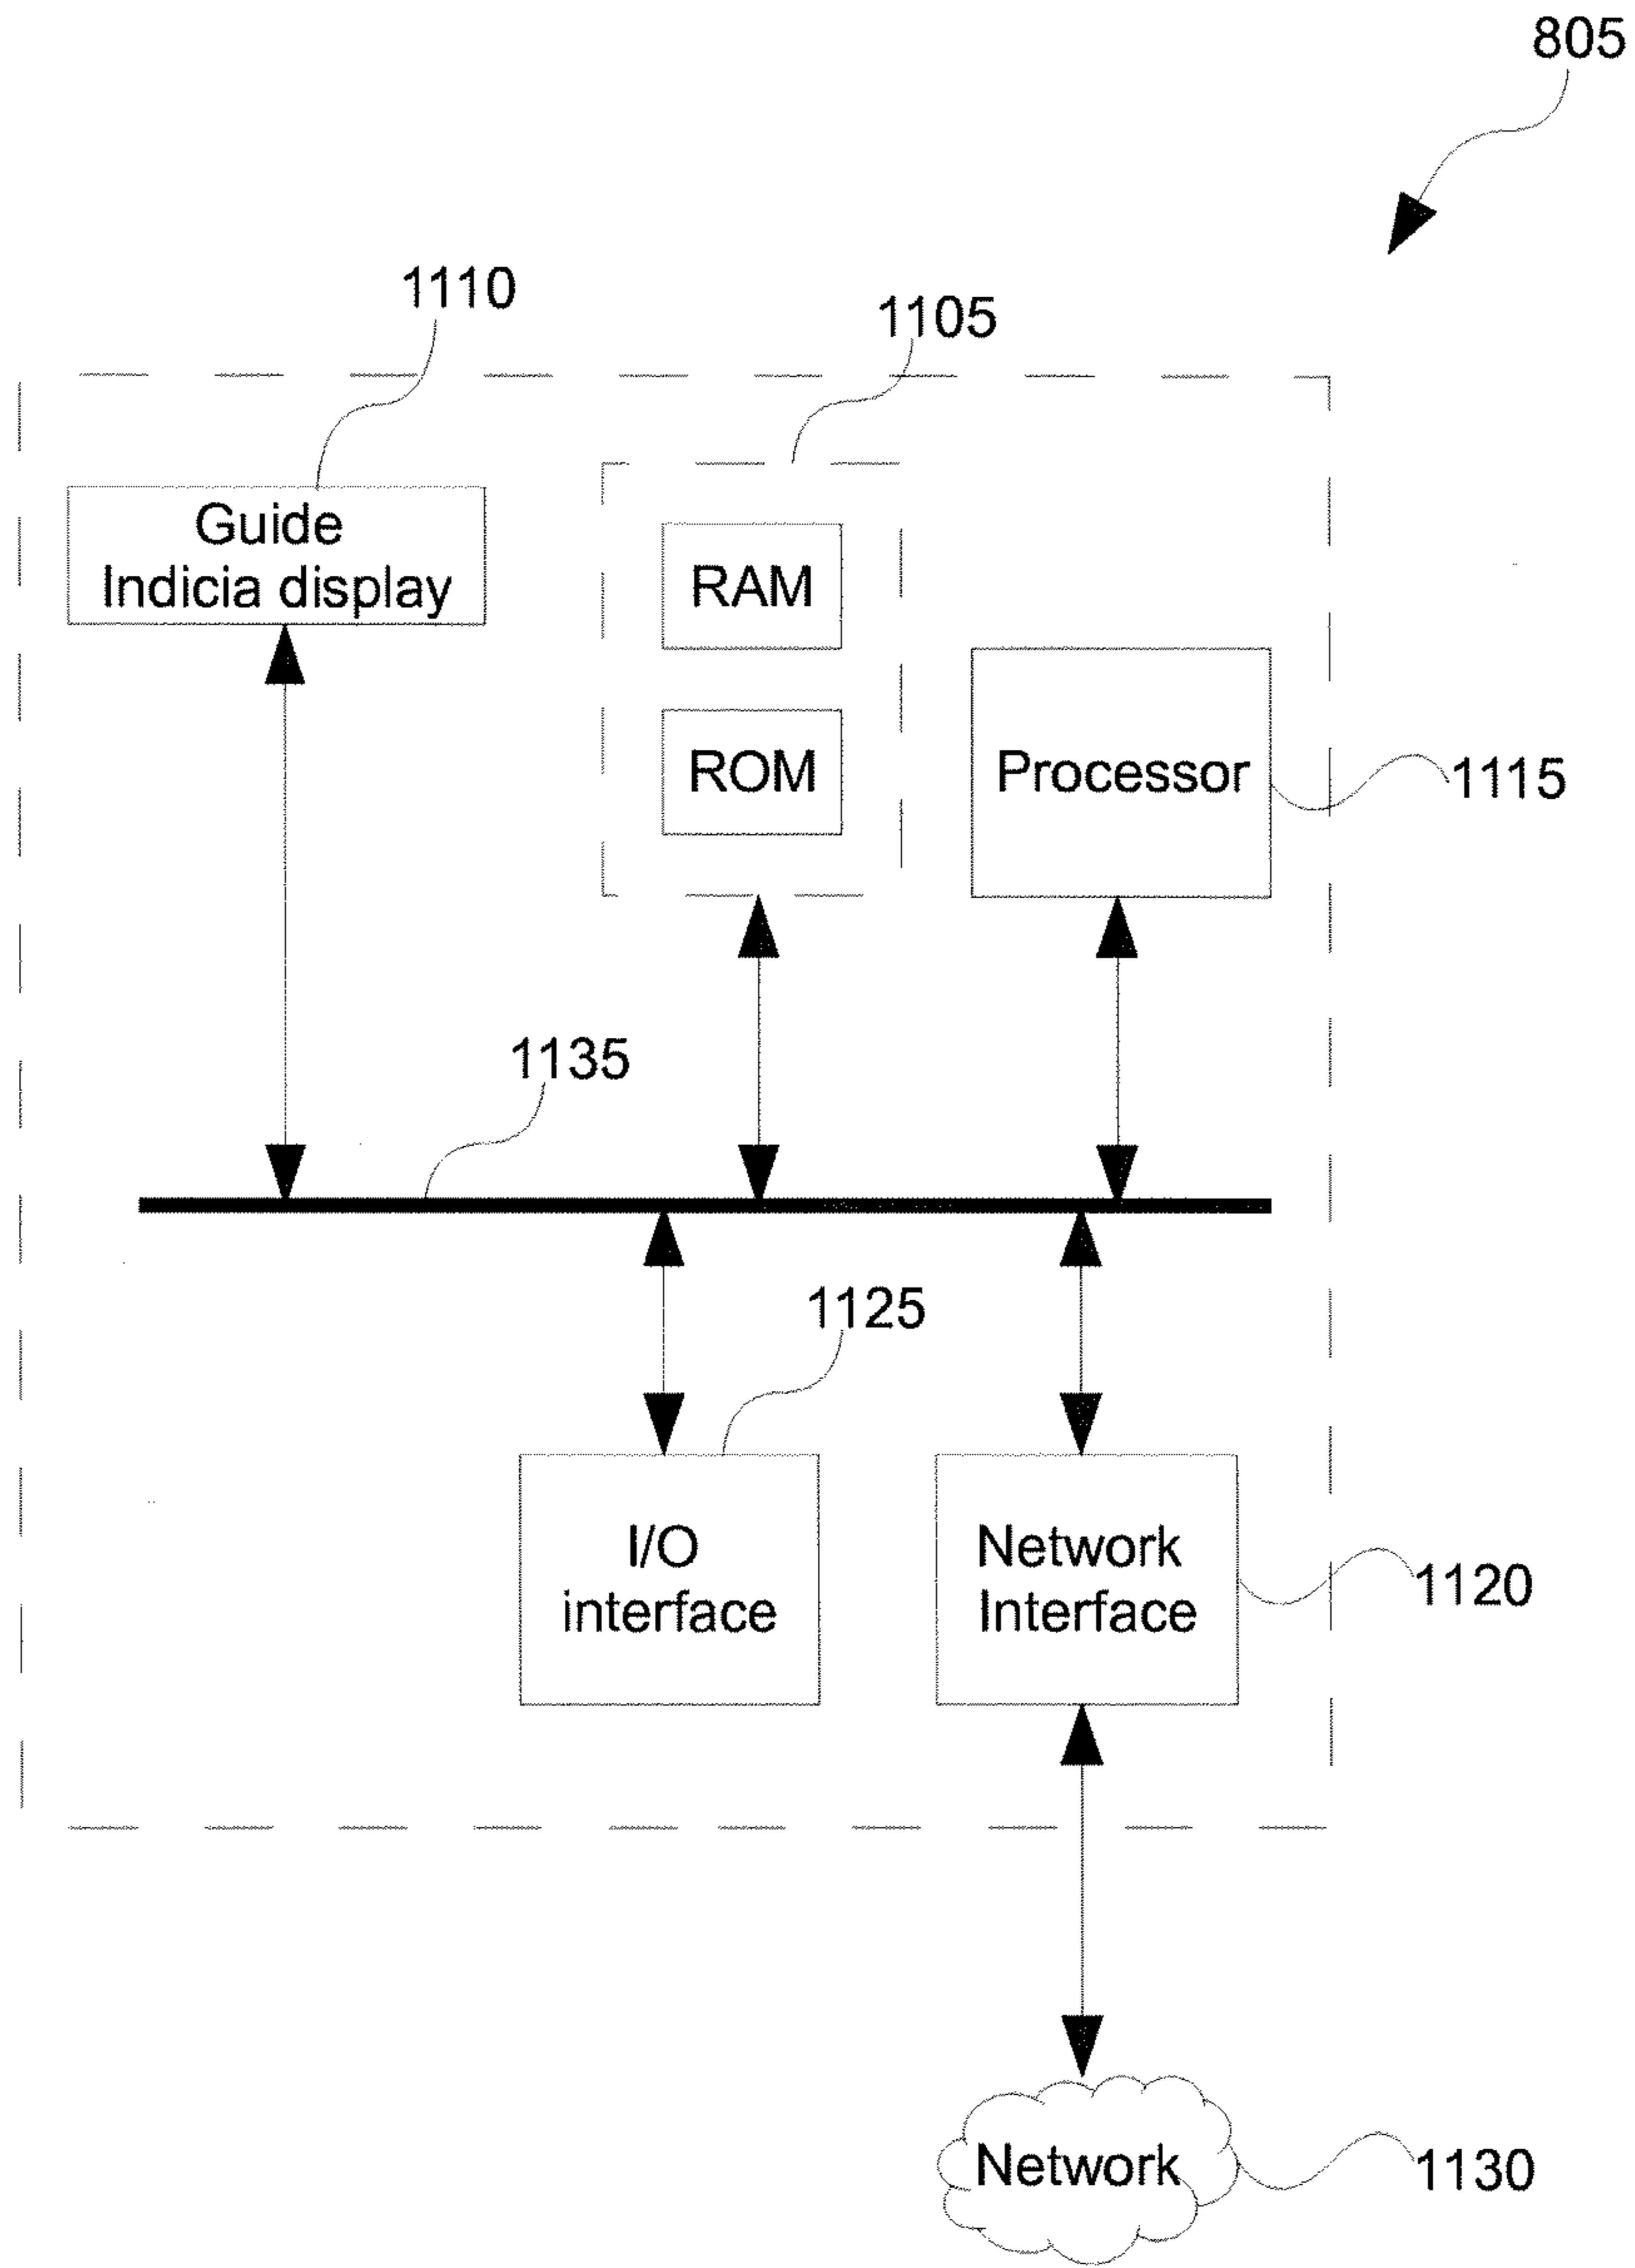 805
1110
1105
Guide
Indicia display
RAM
ROM
Processor
1115
1135
1125
I/O
interface
Network
Interface
1120
Network
1130